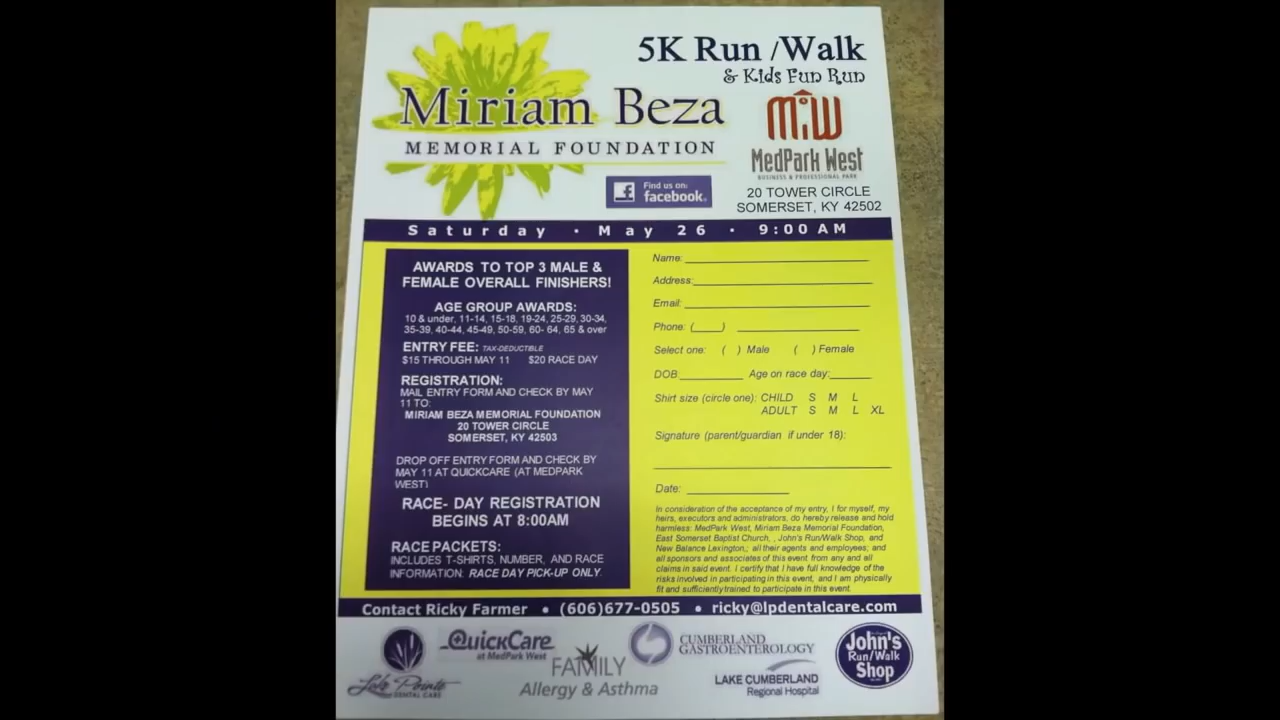 5K Run /Walk
& Kids Fun Run
Miriam Beza
MEMORIAL FOUNDATION
MW
MedPark West
BUSINESS & PROFESSIONAL PARK
Find us on:
facebook
20 TOWER CIRCLE
SOMERSET, KY 42502
Saturday • May 26 • 9:00 AM
AWARDS TO TOP 3 MALE &
FEMALE OVERALL FINISHERS!
AGE GROUP AWARDS:
10 & under, 11-14, 15-18, 19-24, 25-29, 30-34,
35-39, 40-44, 45-49, 50-59, 60- 64, 65 & over
ENTRY FEE: TAX-DEDUCTIBLE
$15 THROUGH MAY 11 $20 RACE DAY
REGISTRATION:
MAIL ENTRY FORM AND CHECK BY MAY
11 TO:
MIRIAM BEZA MEMORIAL FOUNDATION
20 TOWER CIRCLE
SOMERSET, KY 42503
DROP OFF ENTRY FORM AND CHECK BY
MAY 11 AT QUICKCARE (AT MEDPARK
WEST)
RACE- DAY REGISTRATION
BEGINS AT 8:00AM
RACE PACKETS:
INCLUDES T-SHIRTS, NUMBER, AND RACE
INFORMATION: RACE DAY PICK-UP ONLY.
Name:
Address:
Email:
Phone: (____)
Select one: ( ) Male ( ) Female
DOB Age on race day:
Shirt size (circle one): CHILD S M L
ADULT S M L XL
Signature (parent/guardian if under 18):
Date:
In consideration of the acceptance of my entry, I for myself, my
heirs, executors and administrators, do hereby release and hold
harmless: MedPark West, Miriam Beza Memorial Foundation,
East Somerset Baptist Church, , John's Run/Walk Shop, and
New Balance Lexington,; all their agents and employees; and
all sponsors and associates of this event from any and all
claims in said event. I certify that I have full knowledge of the
risks involved in participating in this event, and I am physically
fit and sufficiently trained to participate in this event.
Contact Ricky Farmer • (606)677-0505 • ricky@lpdentalcare.com
Lake Pointe
DENTAL CARE
QuickCare
at MedPark West
FAMILY
Allergy & Asthma
CUMBERLAND
GASTROENTEROLOGY
LAKE CUMBERLAND
Regional Hospital
John's
Run/Walk
Shop